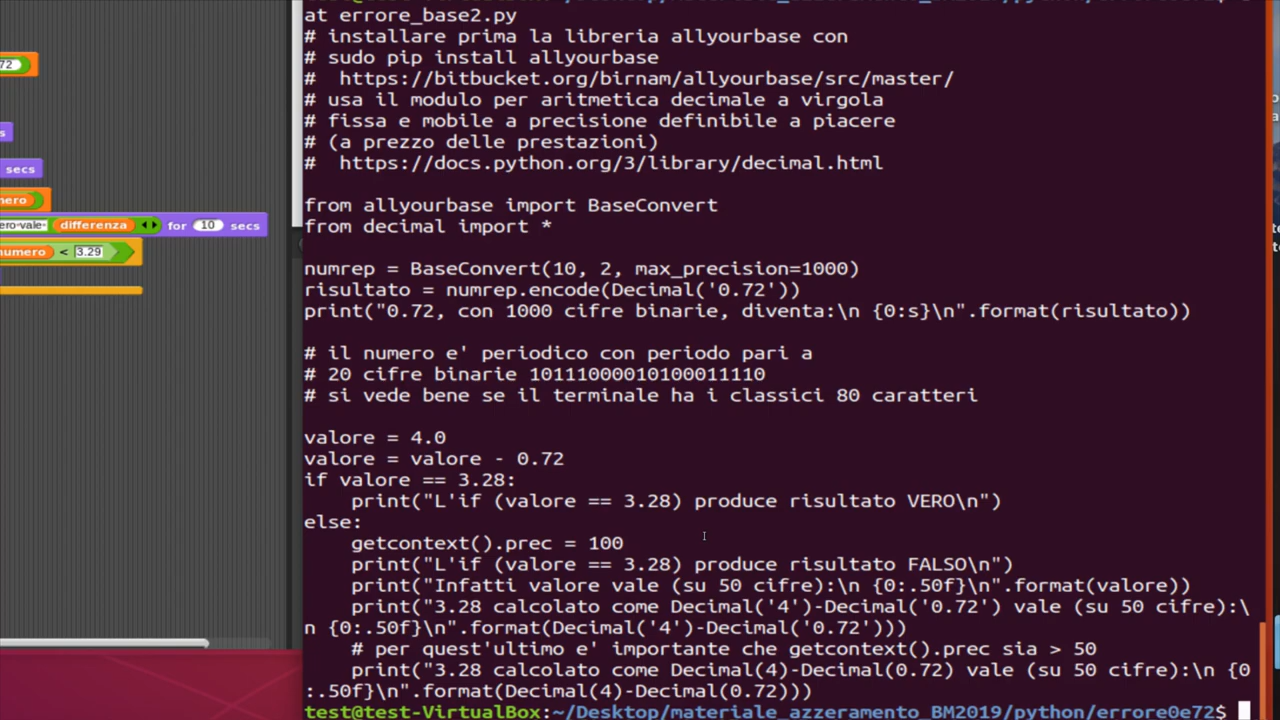 at errore_base2.py
# installare prima la libreria allyourbase con
# sudo pip install allyourbase
#  https://bitbucket.org/birnam/allyourbase/src/master/
# usa il modulo per aritmetica decimale a virgola
# fissa e mobile a precisione definibile a piacere
# (a prezzo delle prestazioni)
#  https://docs.python.org/3/library/decimal.html
from allyourbase import BaseConvert
from decimal import *
numrep = BaseConvert(10, 2, max_precision=1000)
risultato = numrep.encode(Decimal('0.72'))
print("0.72, con 1000 cifre binarie, diventa:\n {0:s}\n".format(risultato))
# il numero e' periodico con periodo pari a
# 20 cifre binarie 10111000010100011110
# si vede bene se il terminale ha i classici 80 caratteri
valore = 4.0
valore = valore - 0.72
if valore == 3.28:
    print("L'if (valore == 3.28) produce risultato VERO\n")
else:
    getcontext().prec = 100
    print("L'if (valore == 3.28) produce risultato FALSO\n")
    print("Infatti valore vale (su 50 cifre):\n {0:.50f}\n".format(valore))
    print("3.28 calcolato come Decimal('4')-Decimal('0.72') vale (su 50 cifre):\
n {0:.50f}\n".format(Decimal('4')-Decimal('0.72')))
    # per quest'ultimo e' importante che getcontext().prec sia > 50
    print("3.28 calcolato come Decimal(4)-Decimal(0.72) vale (su 50 cifre):\n {0
:.50f}\n".format(Decimal(4)-Decimal(0.72)))
test@test-VirtualBox:~/Desktop/materiale_azzeramento_BM2019/python/errore0e72$
72
s
secs
mero
ero-vale- differenza for 10 secs
numero < 3.29